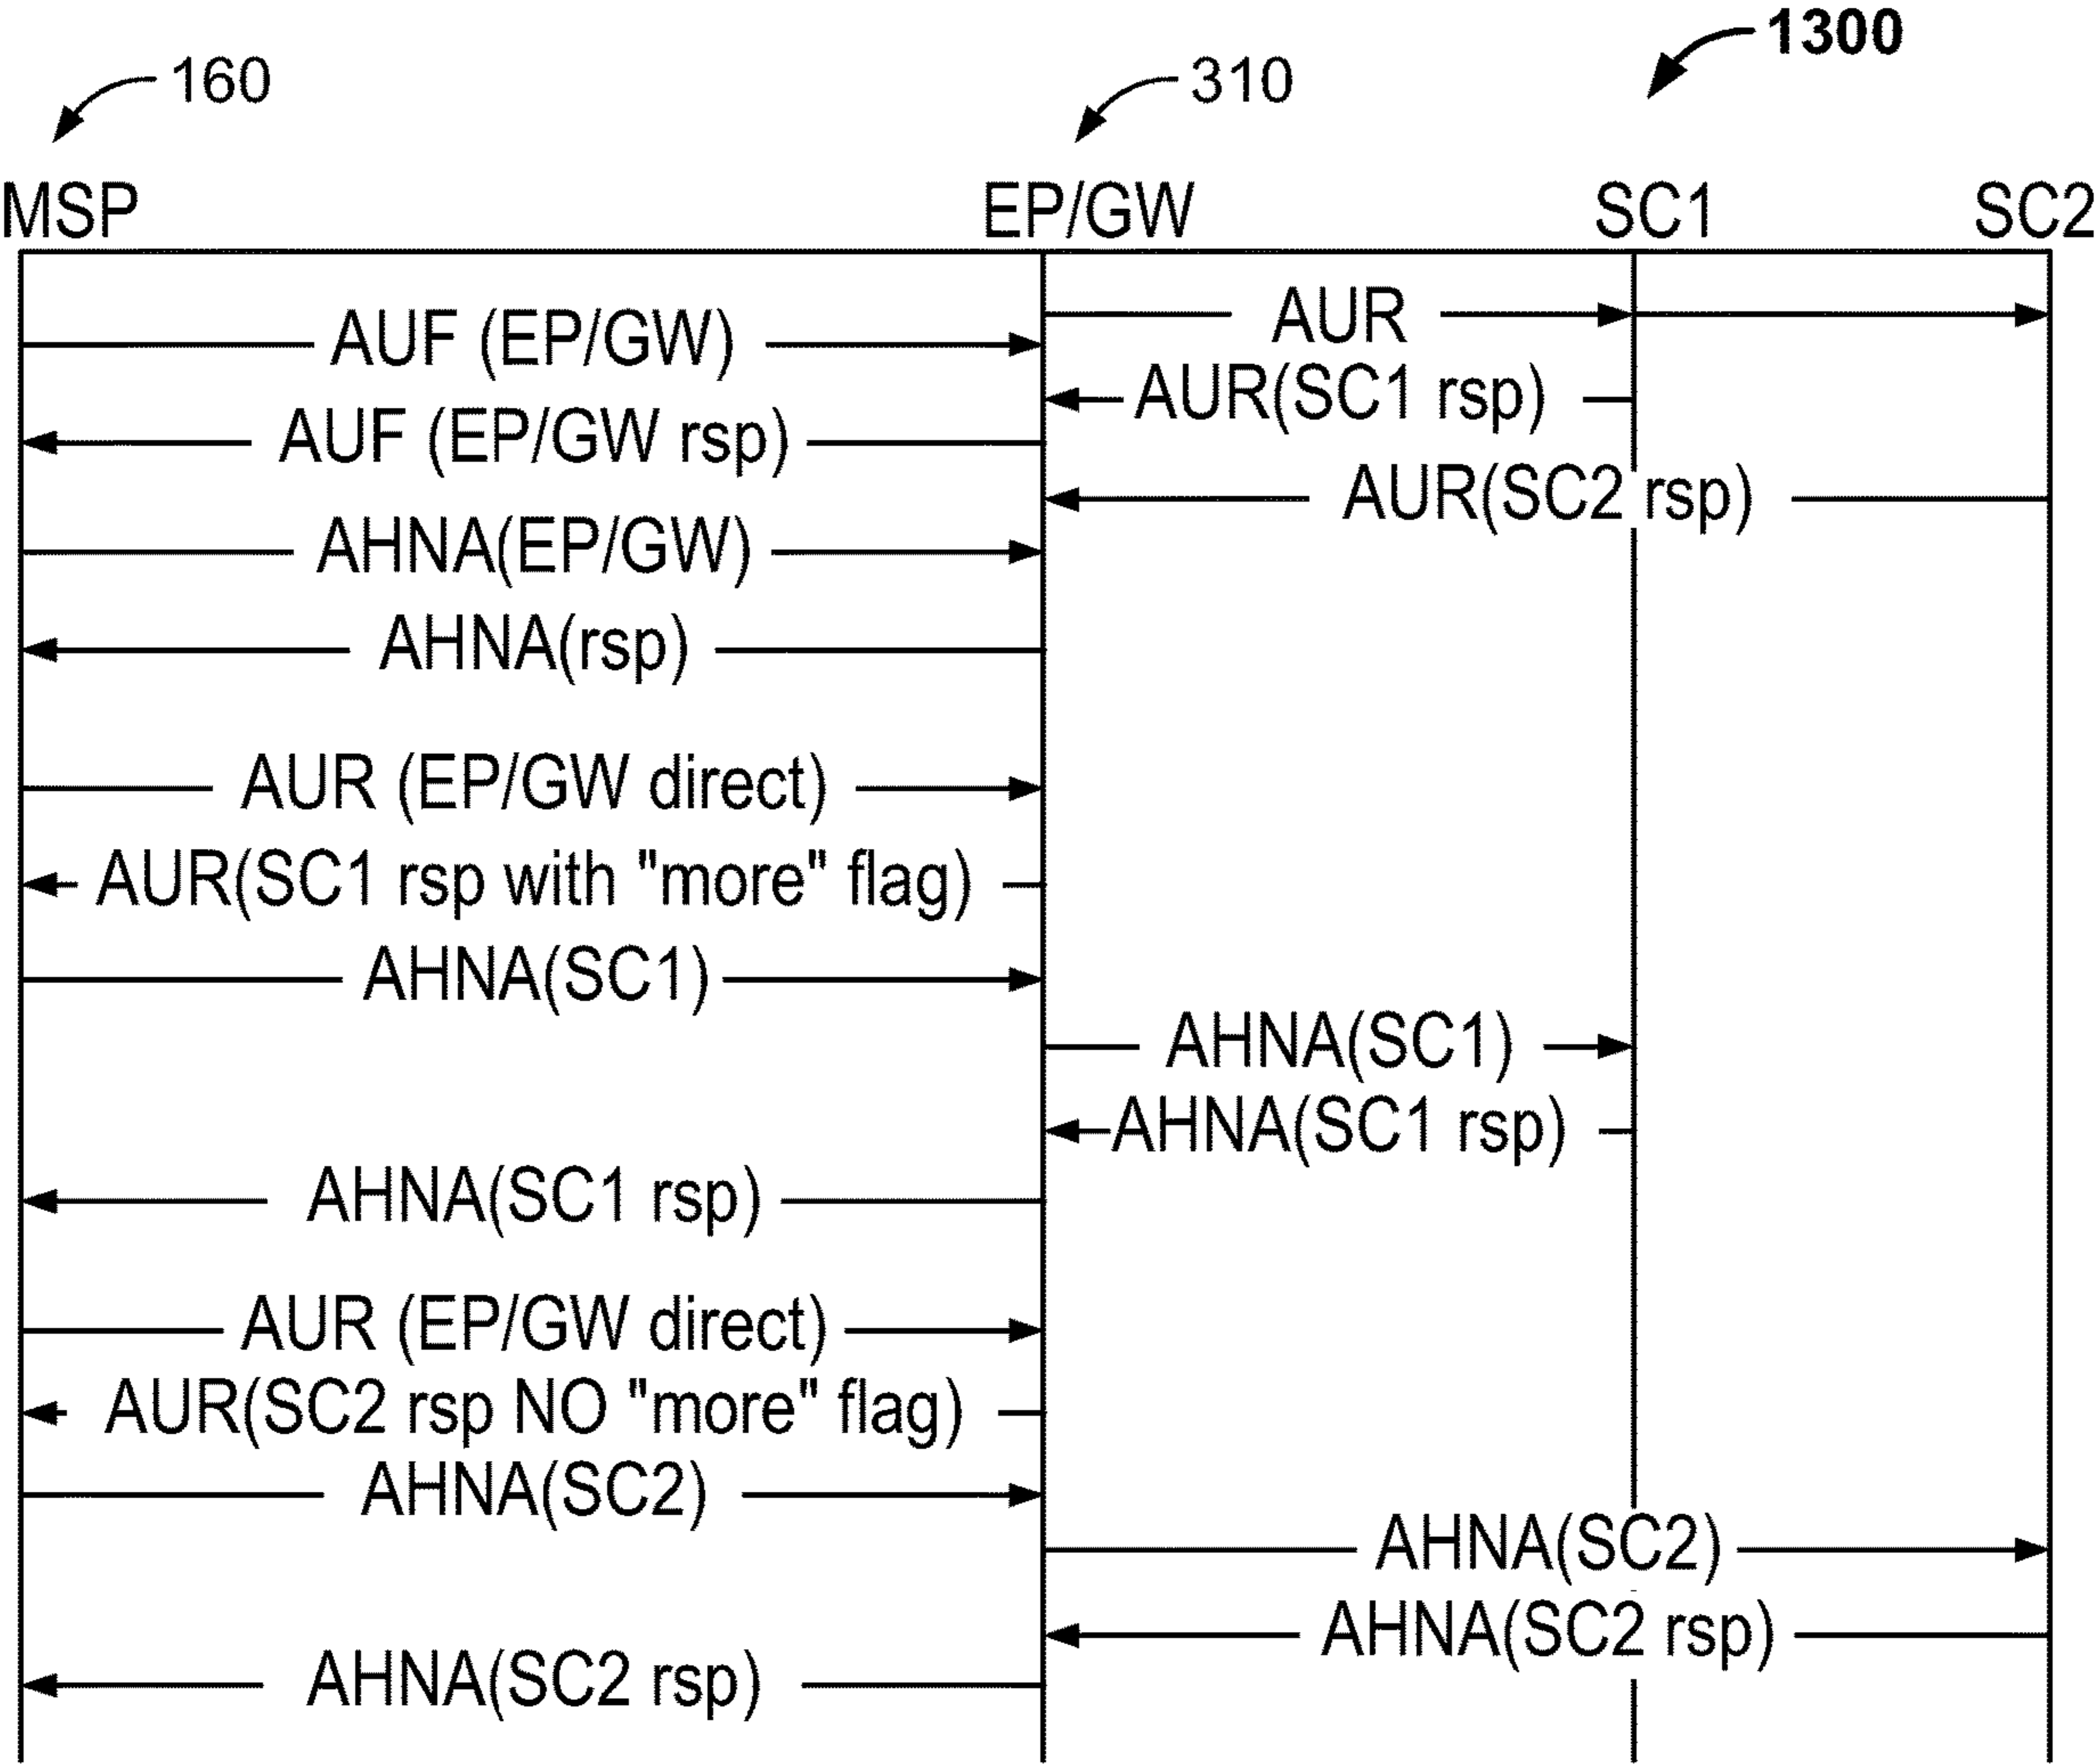 1300
160
310
MSP
EP/GW
SC1
SC2
AUR
AUF (EP/GW)
AUR(SC1 rsp)
AUF (EP/GW rsp)
AUR(SC2 rsp)
AHNA(EP/GW)
AHNA(rsp)
AUR (EP/GW direct)
AUR(SC1 rsp with "more" flag)
AHNA(SC1)
AHNA(SC1)
AHNA(SC1 rsp)
AHNA(SC1 rsp)
AUR (EP/GW direct)
AUR(SC2 rsp NO "more" flag)
AHNA(SC2)
AHNA(SC2)
AHNA(SC2 rsp)
AHNA(SC2 rsp)